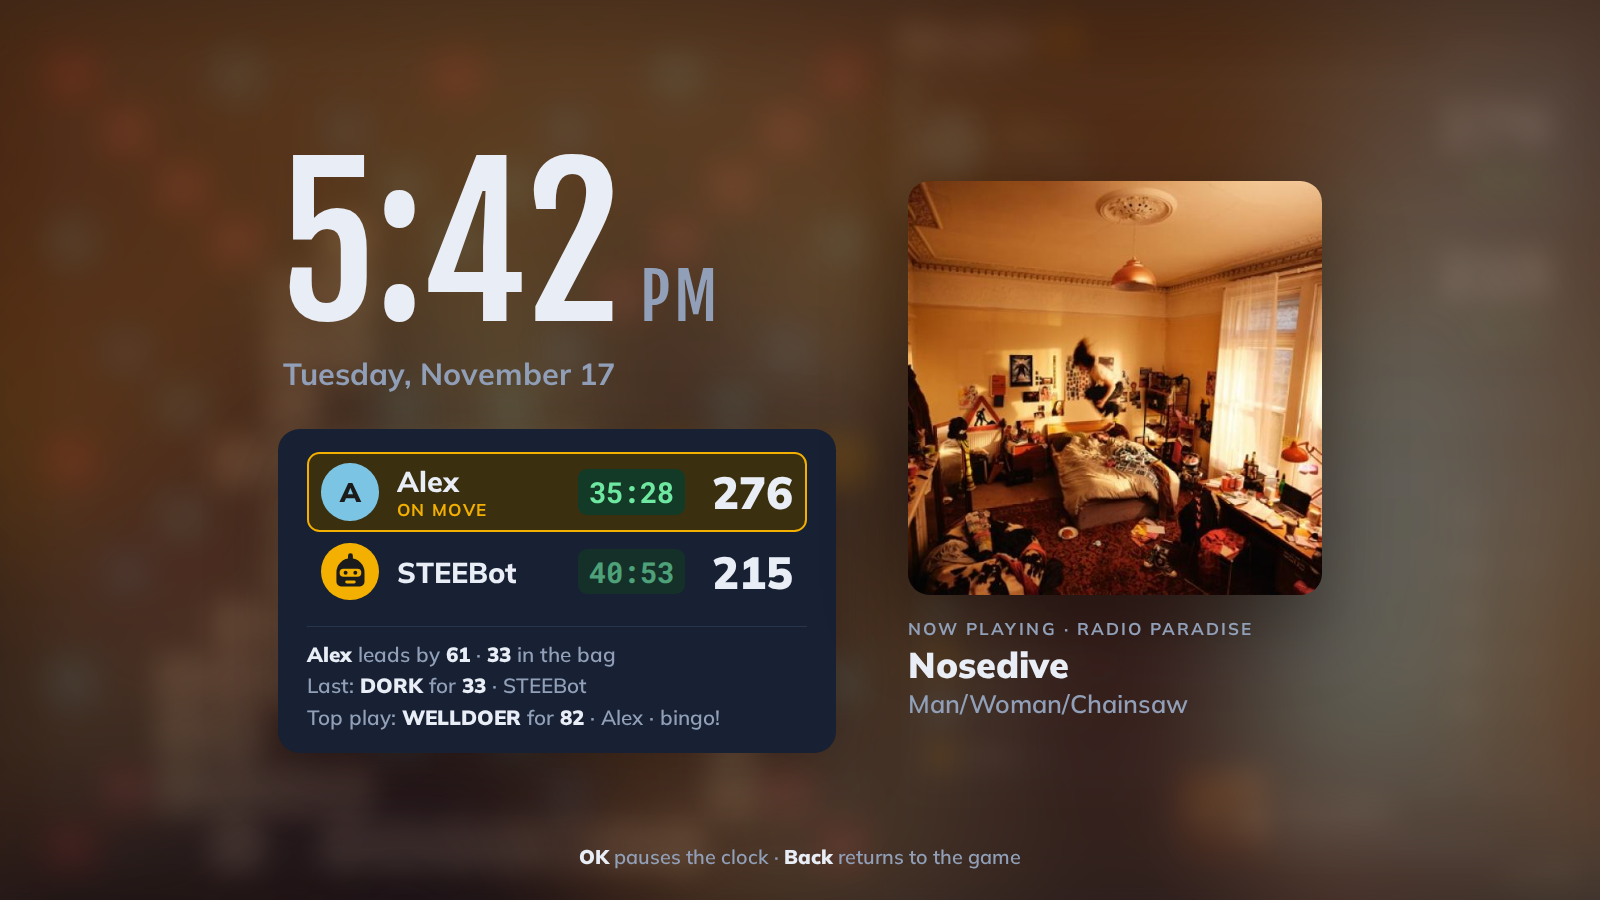 5:42 PM
Tuesday, November 17
A
Alex
ON MOVE
35:28
276
STEEBot
40:53
215
Alex leads by 61 · 33 in the bag
Last: DORK for 33 · STEEBot
Top play: WELLDOER for 82 · Alex · bingo!
NOW PLAYING · RADIO PARADISE
Nosedive
Man/Woman/Chainsaw
OK pauses the clock · Back returns to the game